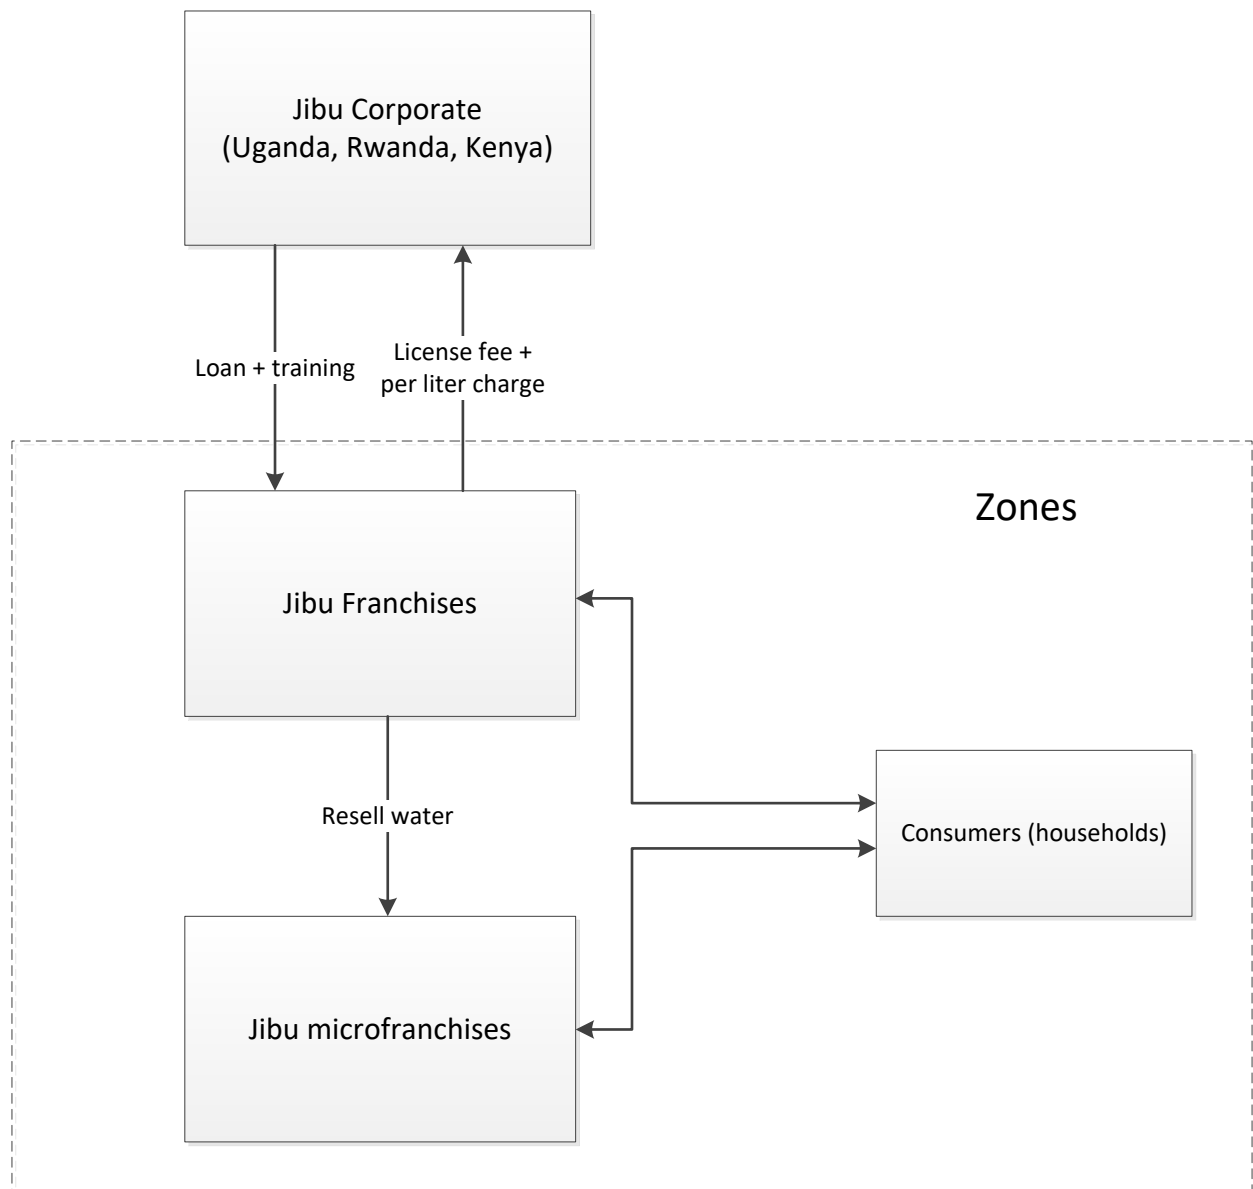 Jibu Corporate
(Uganda, Rwanda, Kenya)
Loan + training
License fee +
per liter charge
Zones
Jibu Franchises
Resell water
Consumers (households)
Jibu microfranchises